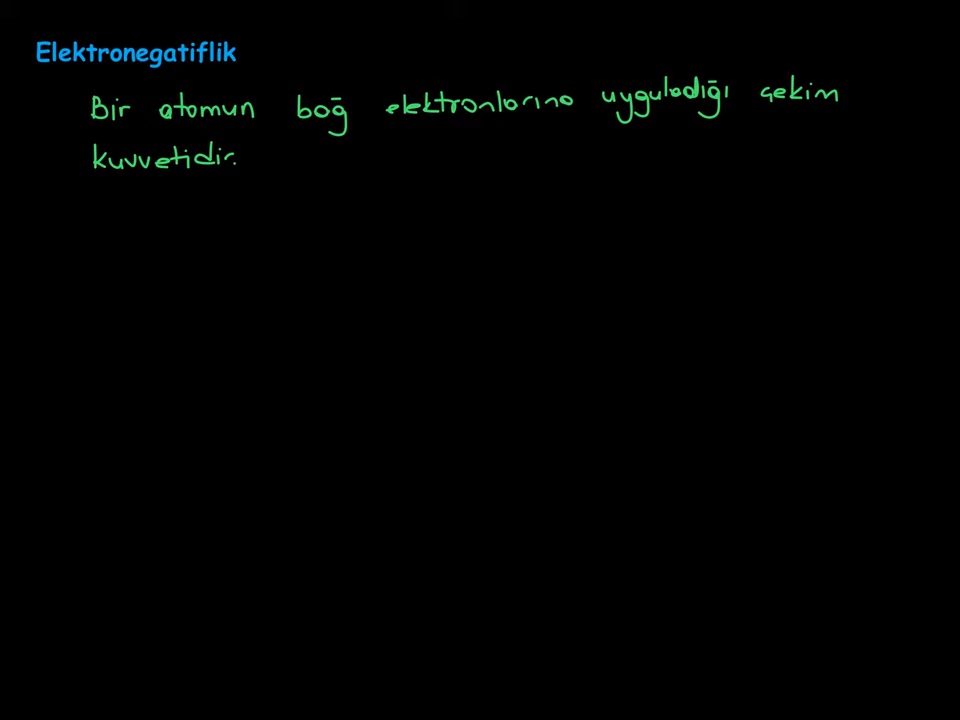 Elektronegatiflik
Bir atomun bağ elektronlarına uyguladığı çekim
kuvvetidir.